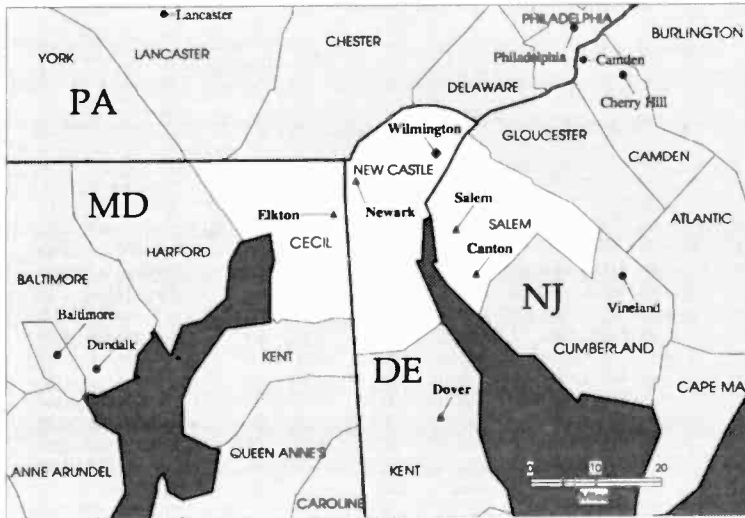 PHILADELPHIA
Lancaster
CHESTER
BURLINGTON
YORK
LANCASTER
Philadelphia
Camden
PA
DELAWARE
Cherry Hill
Wilmington
GLOUCESTER
CAMDEN
NEW CASTLE
MD
Elkton
Newark
Salem
ATLANTIC
SALEM
CECIL
HARFORD
Canton
BALTIMORE
NJ
Baltimore
Vineland
Dundalk
CUMBERLAND
KENT
DE
Dover
CAPE MA
QUEEN ANNE'S
ANNE ARUNDEL
KENT
0 10 20
CAROLINE